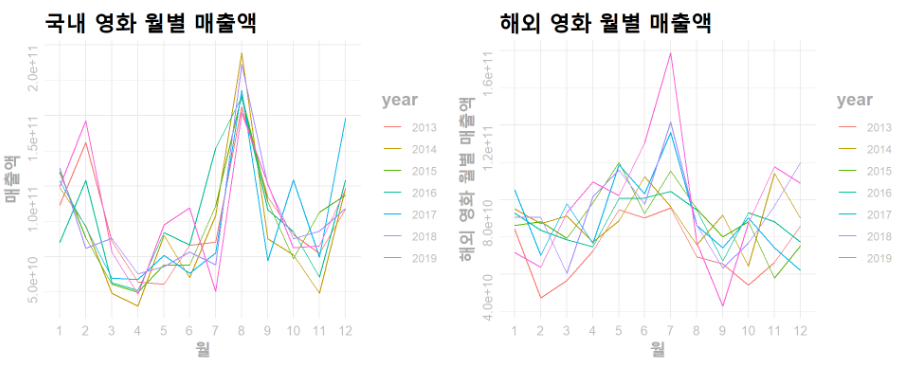 국내 영화 월별 매출액
매출액
2.0e+11
1.5e+11
1.0e+11
5.0e+10
1 2 3 4 5 6 7 8 9 10 11 12
월
year
2013
2014
2015
2016
2017
2018
2019
해외 영화 월별 매출액
해외 영화 월별 매출액
1.6e+11
1.2e+11
8.0e+10
4.0e+10
1 2 3 4 5 6 7 8 9 10 11 12
월
year
2013
2014
2015
2016
2017
2018
2019